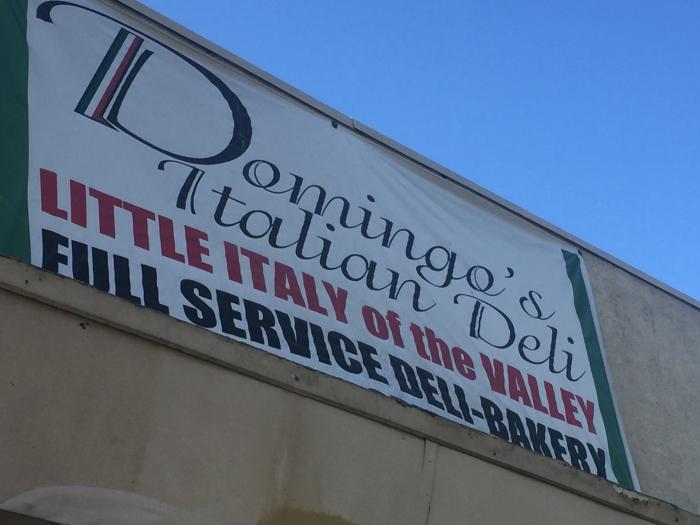 Domingo's
Italian Deli
LITTLE ITALY of the VALLEY
FULL SERVICE DELI-BAKERY